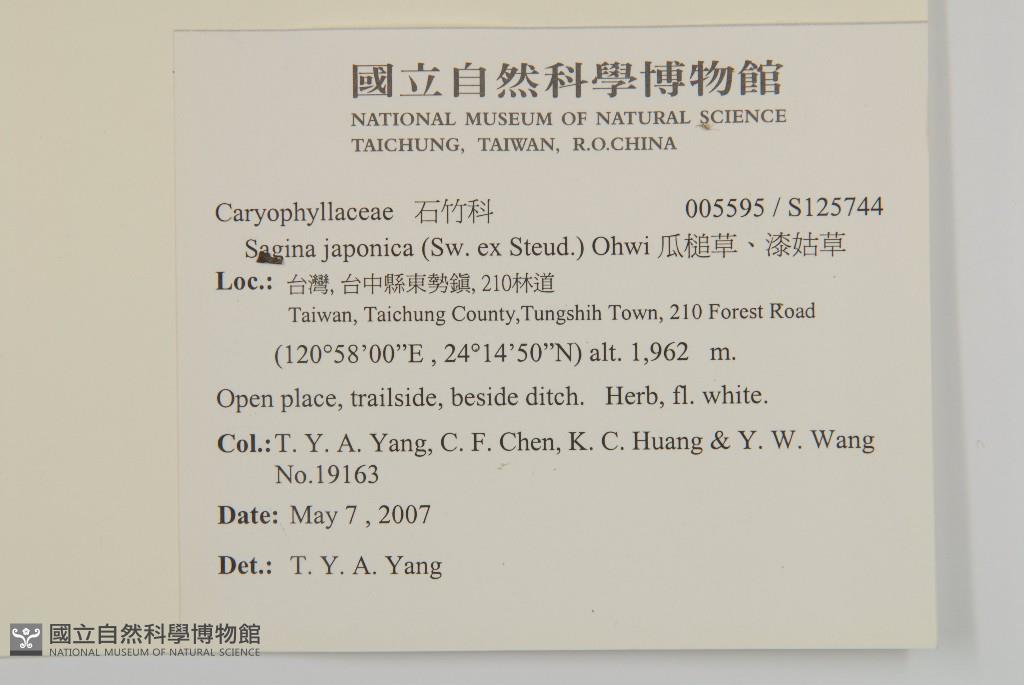 國立自然科學博物館
NATIONAL MUSEUM OF NATURAL SCIENCE
TAICHUNG, TAIWAN, R.O.CHINA
Caryophyllaceae 石竹科 005595 / S125744
Sagina japonica (Sw. ex Steud.) Ohwi 瓜槌草、漆姑草
Loc.: 台灣, 台中縣東勢鎮, 210林道
Taiwan, Taichung County,Tungshih Town, 210 Forest Road
(120°58’00”E , 24°14’50”N) alt. 1,962 m.
Open place, trailside, beside ditch. Herb, fl. white.
Col.: T. Y. A. Yang, C. F. Chen, K. C. Huang & Y. W. Wang
No.19163
Date: May 7 , 2007
Det.: T. Y. A. Yang
國立自然科學博物館
NATIONAL MUSEUM OF NATURAL SCIENCE